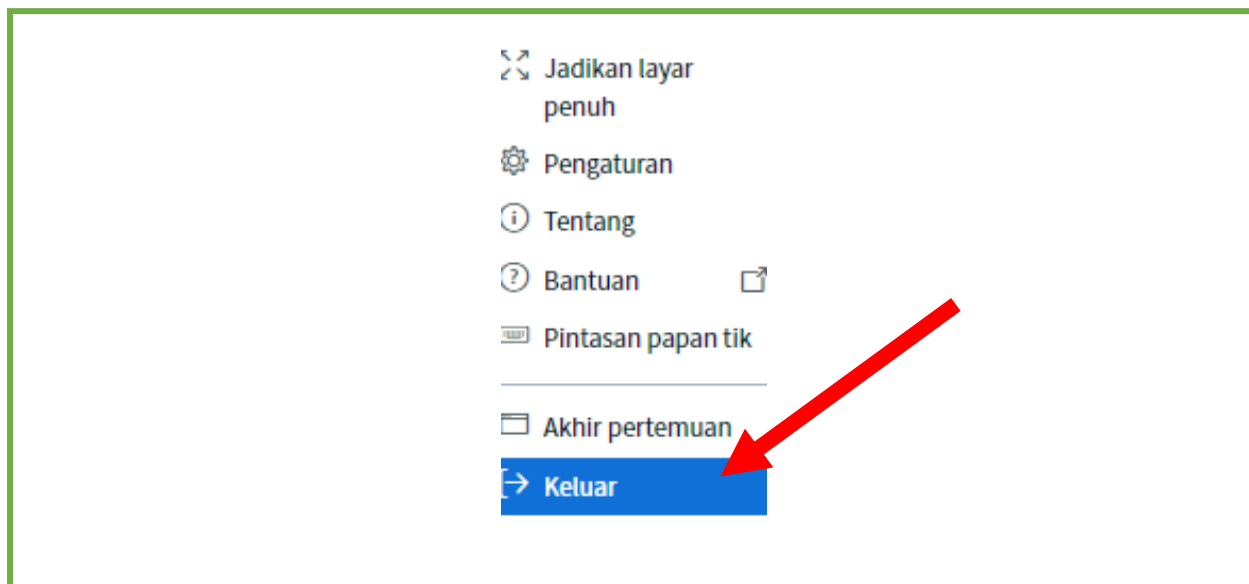 Jadikan layar
penuh
Pengaturan
Tentang
Bantuan
Pintasan papan tik
Akhir pertemuan
Keluar